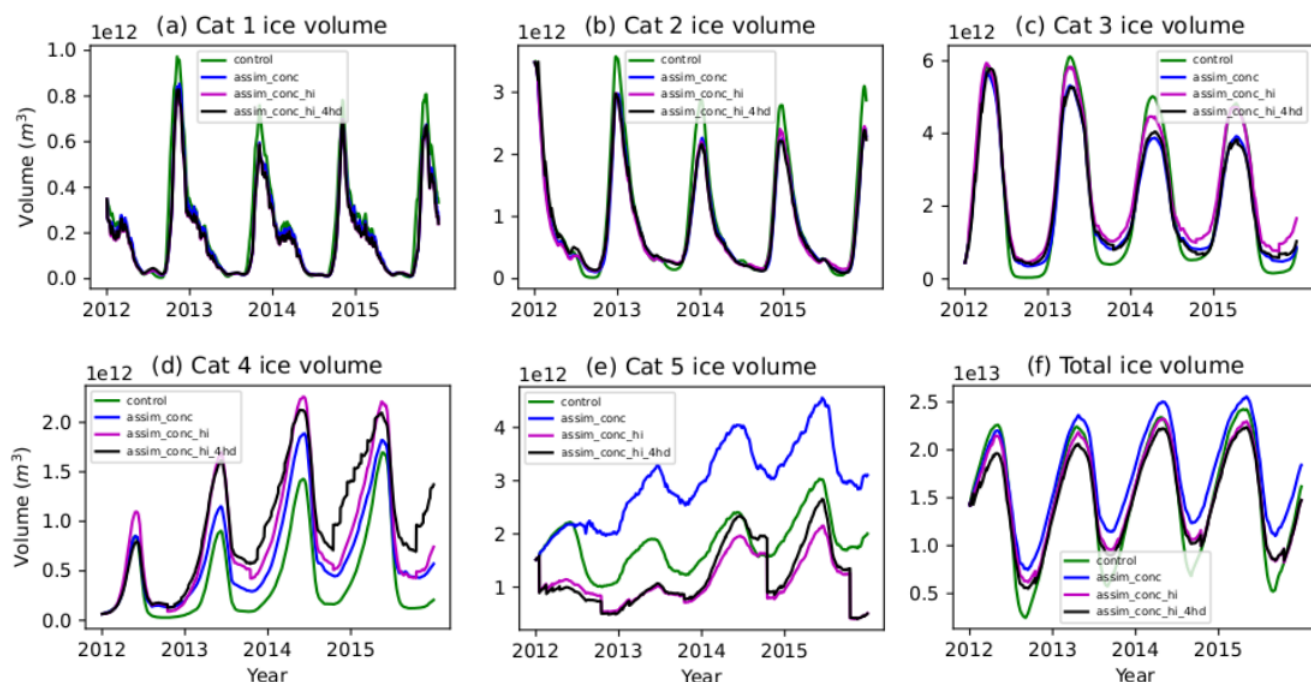 (a) Cat 1 ice volume
1e12
Volume (m³)
1.0
0.8
0.6
0.4
0.2
0.0
control
assim_conc
assim_conc_hi
assim_conc_hi_4hd
2012 2013 2014 2015
(b) Cat 2 ice volume
1e12
3
2
1
0
control
assim_conc
assim_conc_hi
assim_conc_hi_4hd
2012 2013 2014 2015
(c) Cat 3 ice volume
1e12
6
4
2
0
control
assim_conc
assim_conc_hi
assim_conc_hi_4hd
2012 2013 2014 2015
(d) Cat 4 ice volume
1e12
Volume (m³)
2.0
1.5
1.0
0.5
0.0
control
assim_conc
assim_conc_hi
assim_conc_hi_4hd
2012 2013 2014 2015
Year
(e) Cat 5 ice volume
1e12
4
3
2
1
control
assim_conc
assim_conc_hi
assim_conc_hi_4hd
2012 2013 2014 2015
Year
(f) Total ice volume
1e13
2.5
2.0
1.5
1.0
0.5
control
assim_conc
assim_conc_hi
assim_conc_hi_4hd
2012 2013 2014 2015
Year